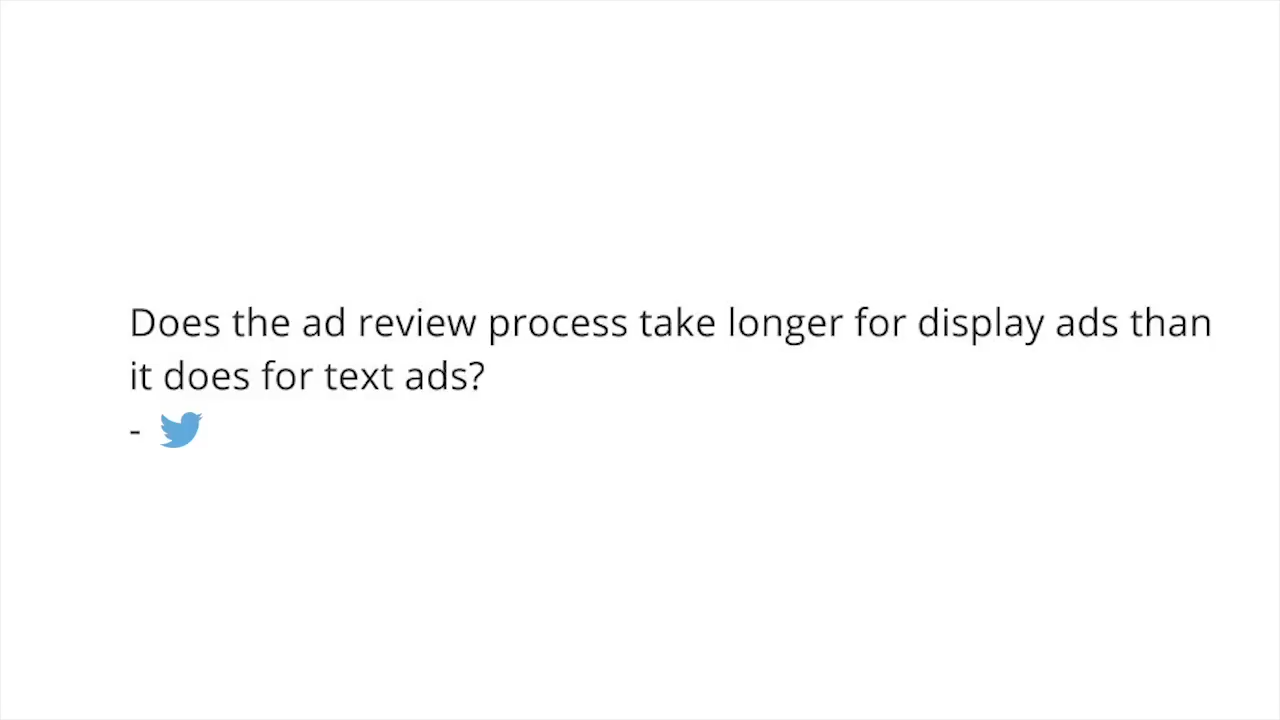 Does the ad review process take longer for display ads than
it does for text ads?
-